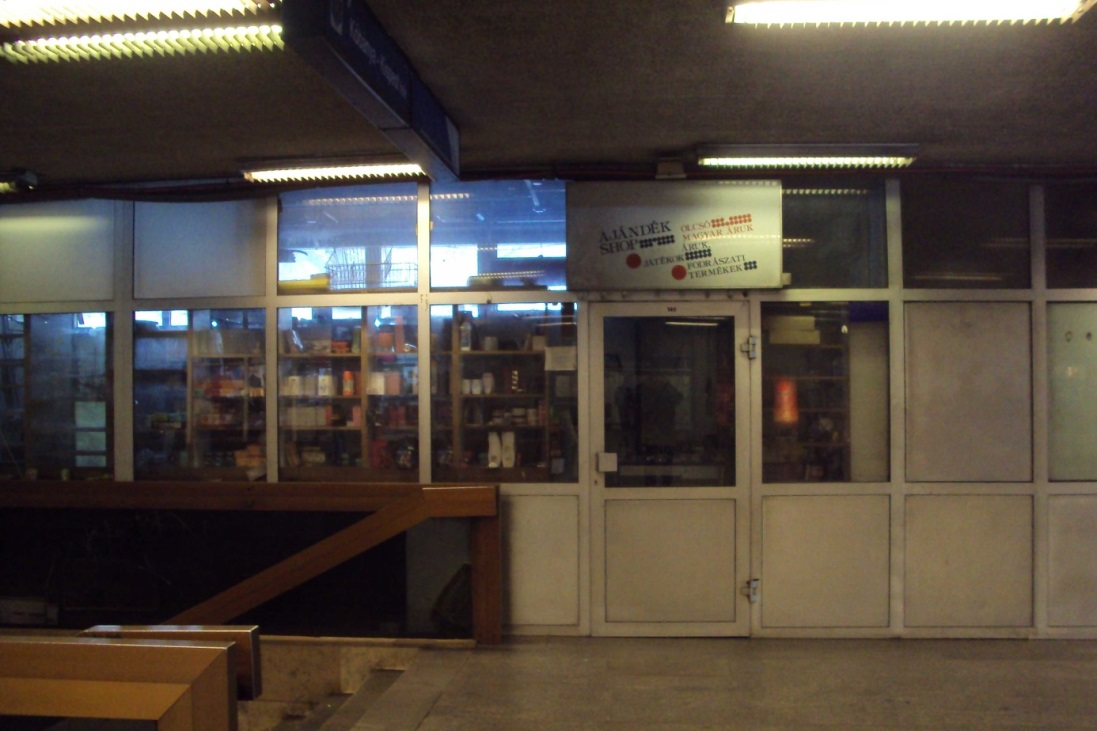 AJÁNDÉK
SHOP
OLCSÓ
MAGYAR ÁRUK
ÁRUK
JÁTÉKOK
FODRÁSZATI
TERMÉKEK